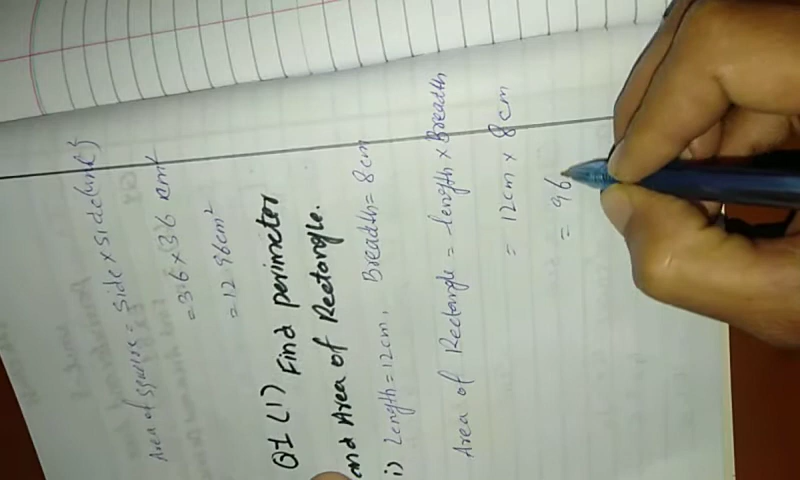 Area of square = side × side (unit)
= 3.6 × 3.6 cm²
= 12.96cm²
Q1 (1) Find perimeter
and Area of Rectangle.
i) Length = 12cm, Breadth = 8cm
Area of Rectangle = length × Breadth
= 12cm × 8cm
= 96